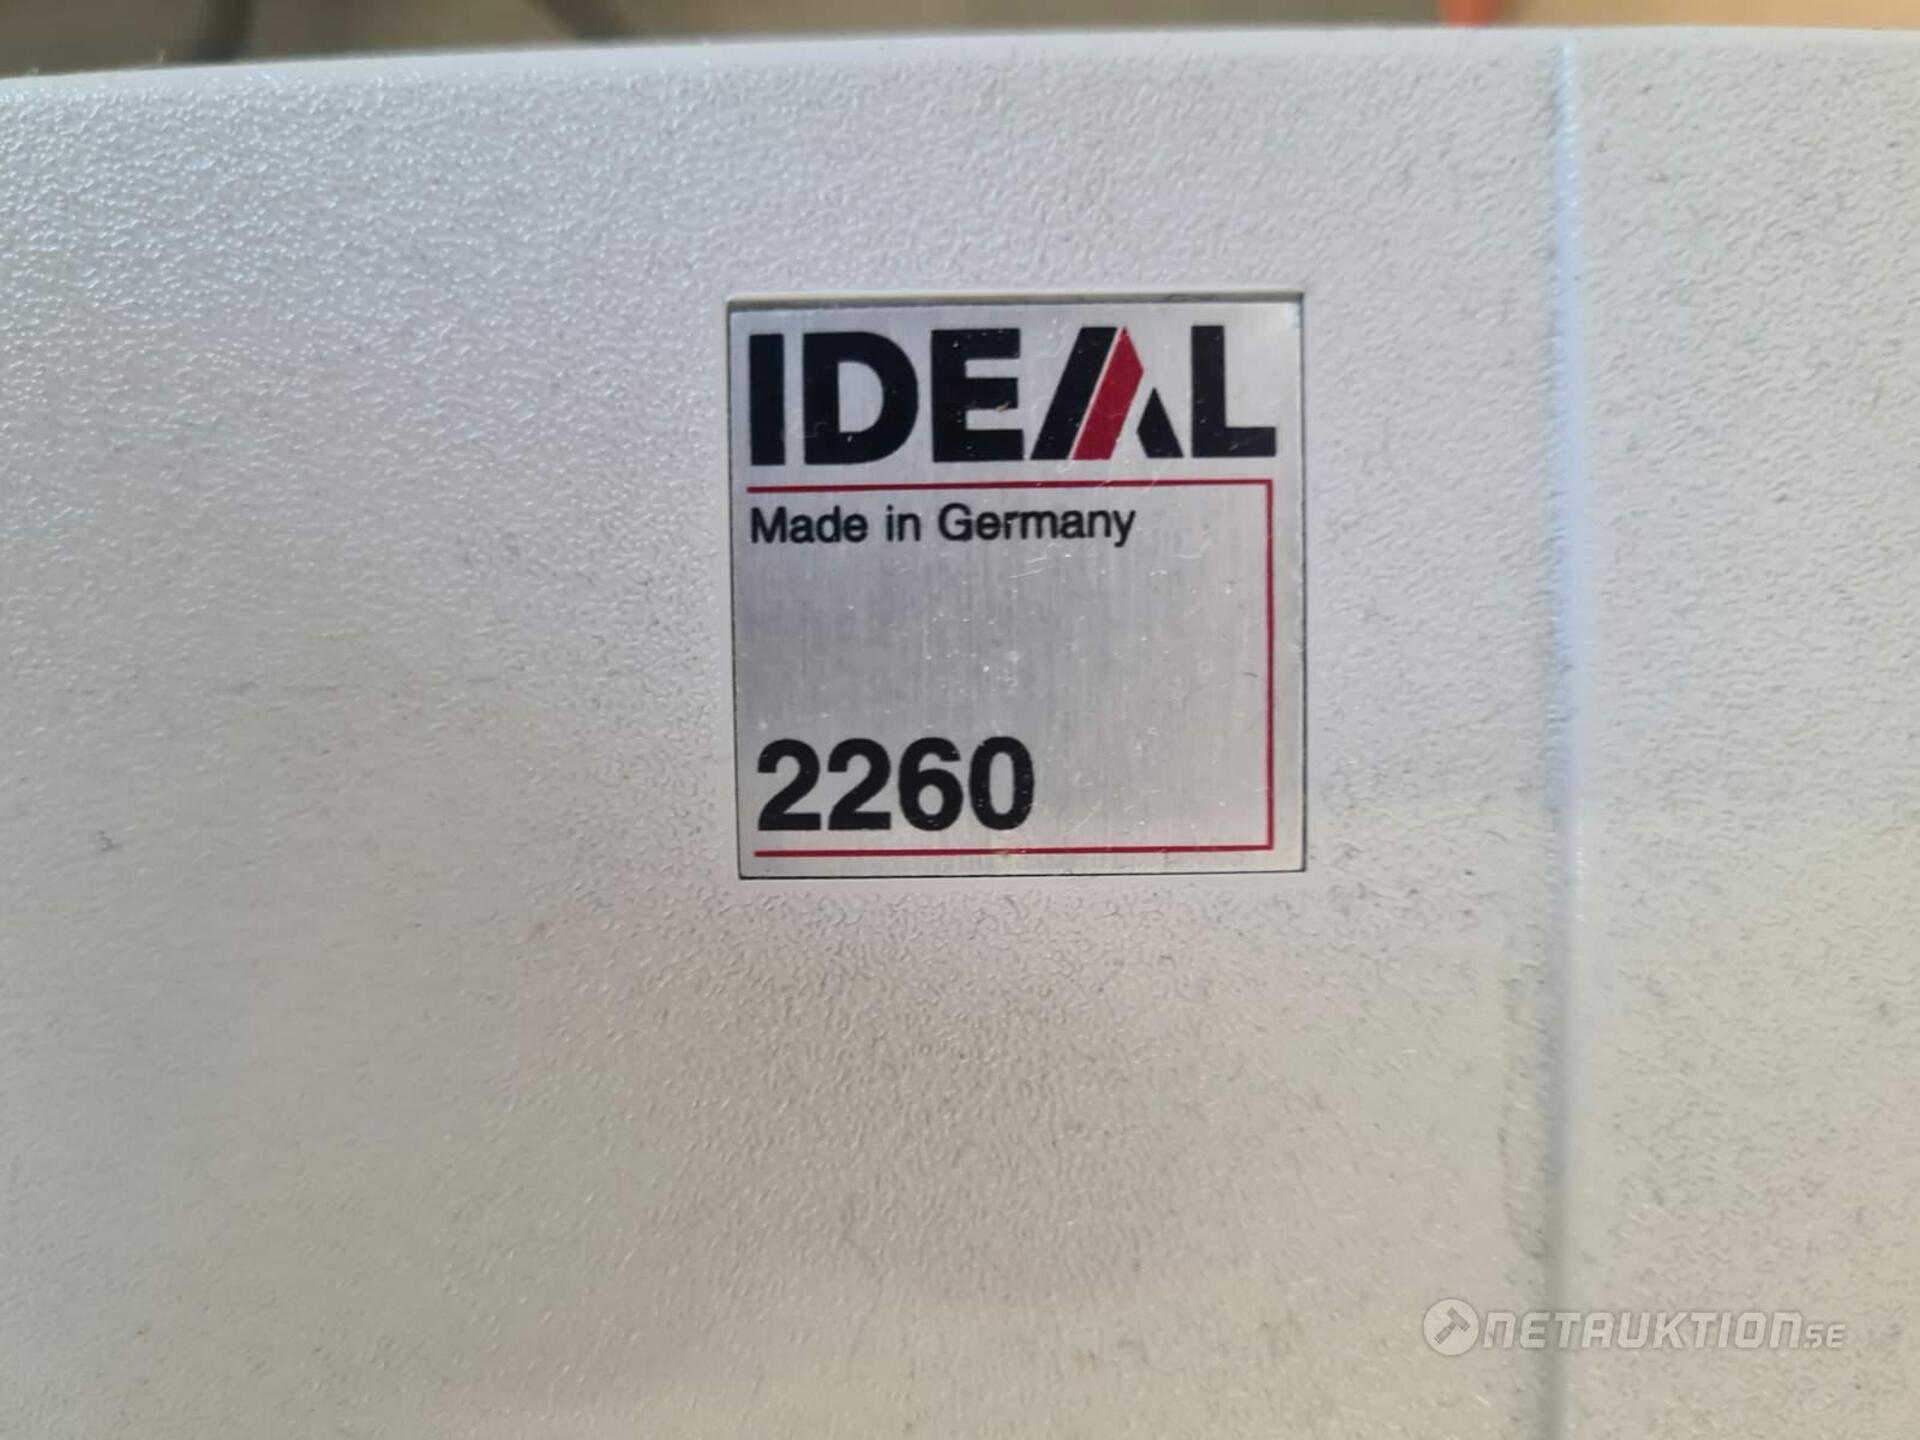 IDEAL
Made in Germany
2260
NETAUKTION.SE